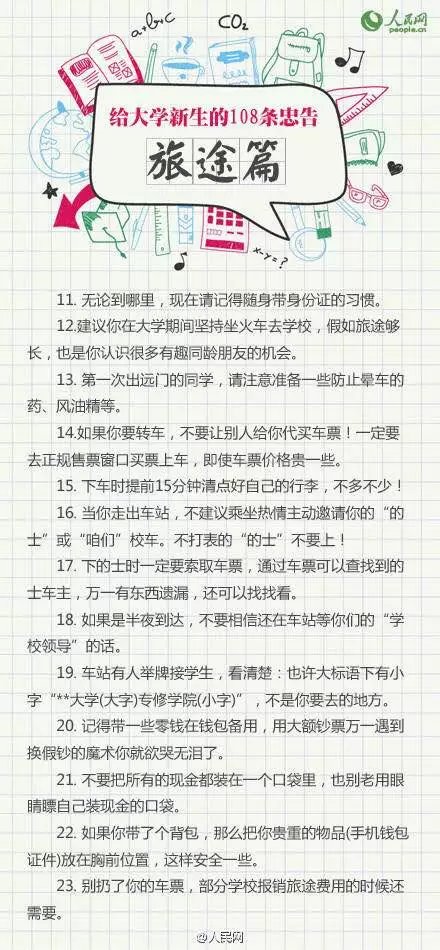 a+b+c
CO₂
人民网
people.cn
给大学新生的108条忠告
旅途篇
x-y=?
11. 无论到哪里，现在请记得随身带身份证的习惯。
12.建议你在大学期间坚持坐火车去学校，假如旅途够
长，也是你认识很多有趣同龄朋友的机会。
13. 第一次出远门的同学，请注意准备一些防止晕车的
药、风油精等。
14.如果你要转车，不要让别人给你代买车票！一定要
去正规售票窗口买票上车，即使车票价格贵一些。
15. 下车时提前15分钟清点好自己的行李，不多不少！
16. 当你走出车站，不建议乘坐热情主动邀请你的“的
士”或“咱们”校车。不打表的“的士”不要上！
17. 下的士时一定要索取车票，通过车票可以查找到的
士车主，万一有东西遗漏，还可以找找看。
18. 如果是半夜到达，不要相信还在车站等你们的“学
校领导”的话。
19. 车站有人举牌接学生，看清楚：也许大标语下有小
字“**大学(大字)专修学院(小字)”，不是你要去的地方。
20. 记得带一些零钱在钱包备用，用大额钞票万一遇到
换假钞的魔术你就欲哭无泪了。
21. 不要把所有的现金都装在一个口袋里，也别老用眼
睛瞟自己装现金的口袋。
22. 如果你带了个背包，那么把你贵重的物品(手机钱包
证件)放在胸前位置，这样安全一些。
23. 别扔了你的车票，部分学校报销旅途费用的时候还
需要。
@人民网